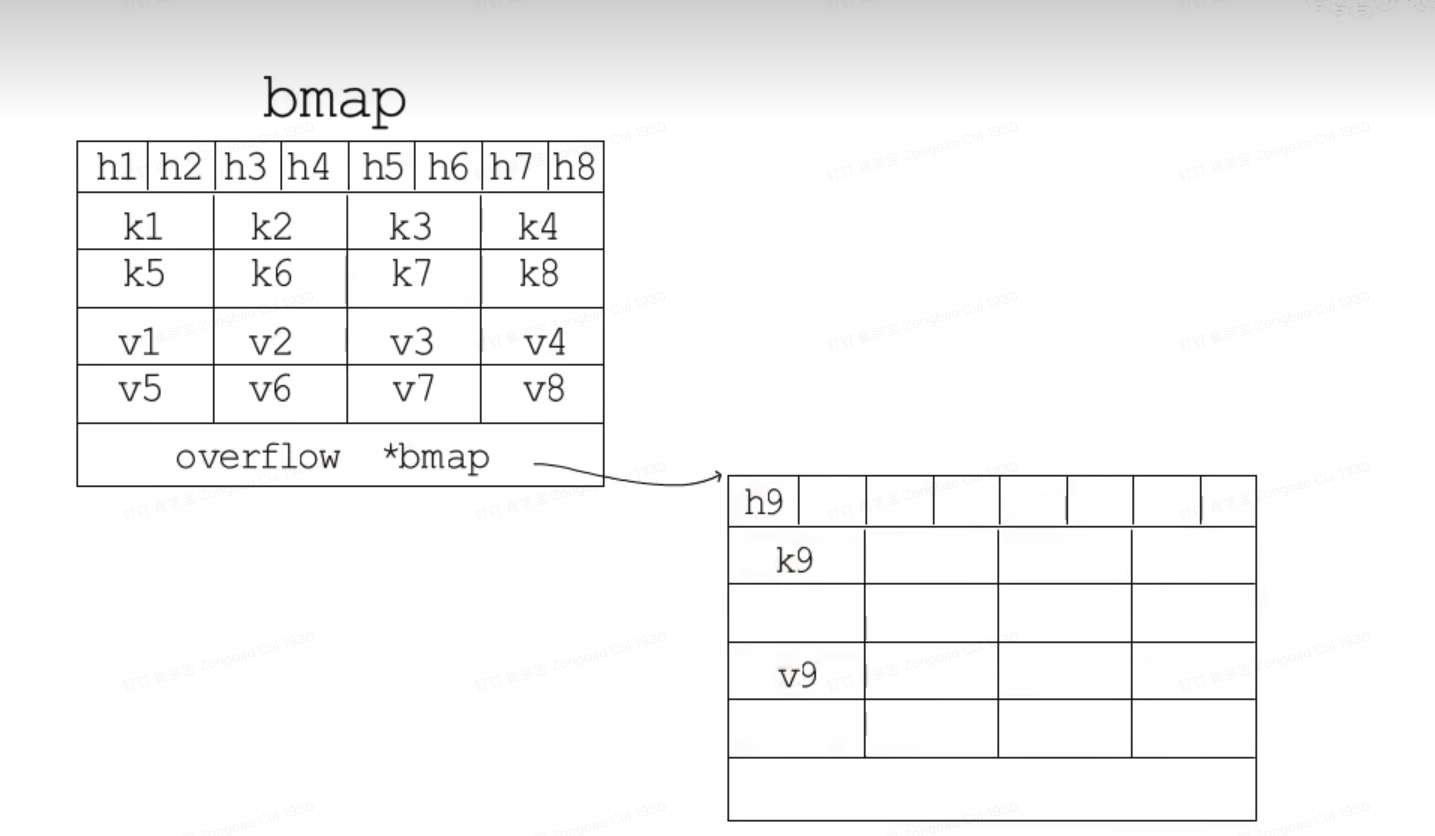 bmap
h1 h2 h3 h4 h5 h6 h7 h8
k1 k2 k3 k4
k5 k6 k7 k8
v1 v2 v3 v4
v5 v6 v7 v8
overflow *bmap
h9
k9
v9